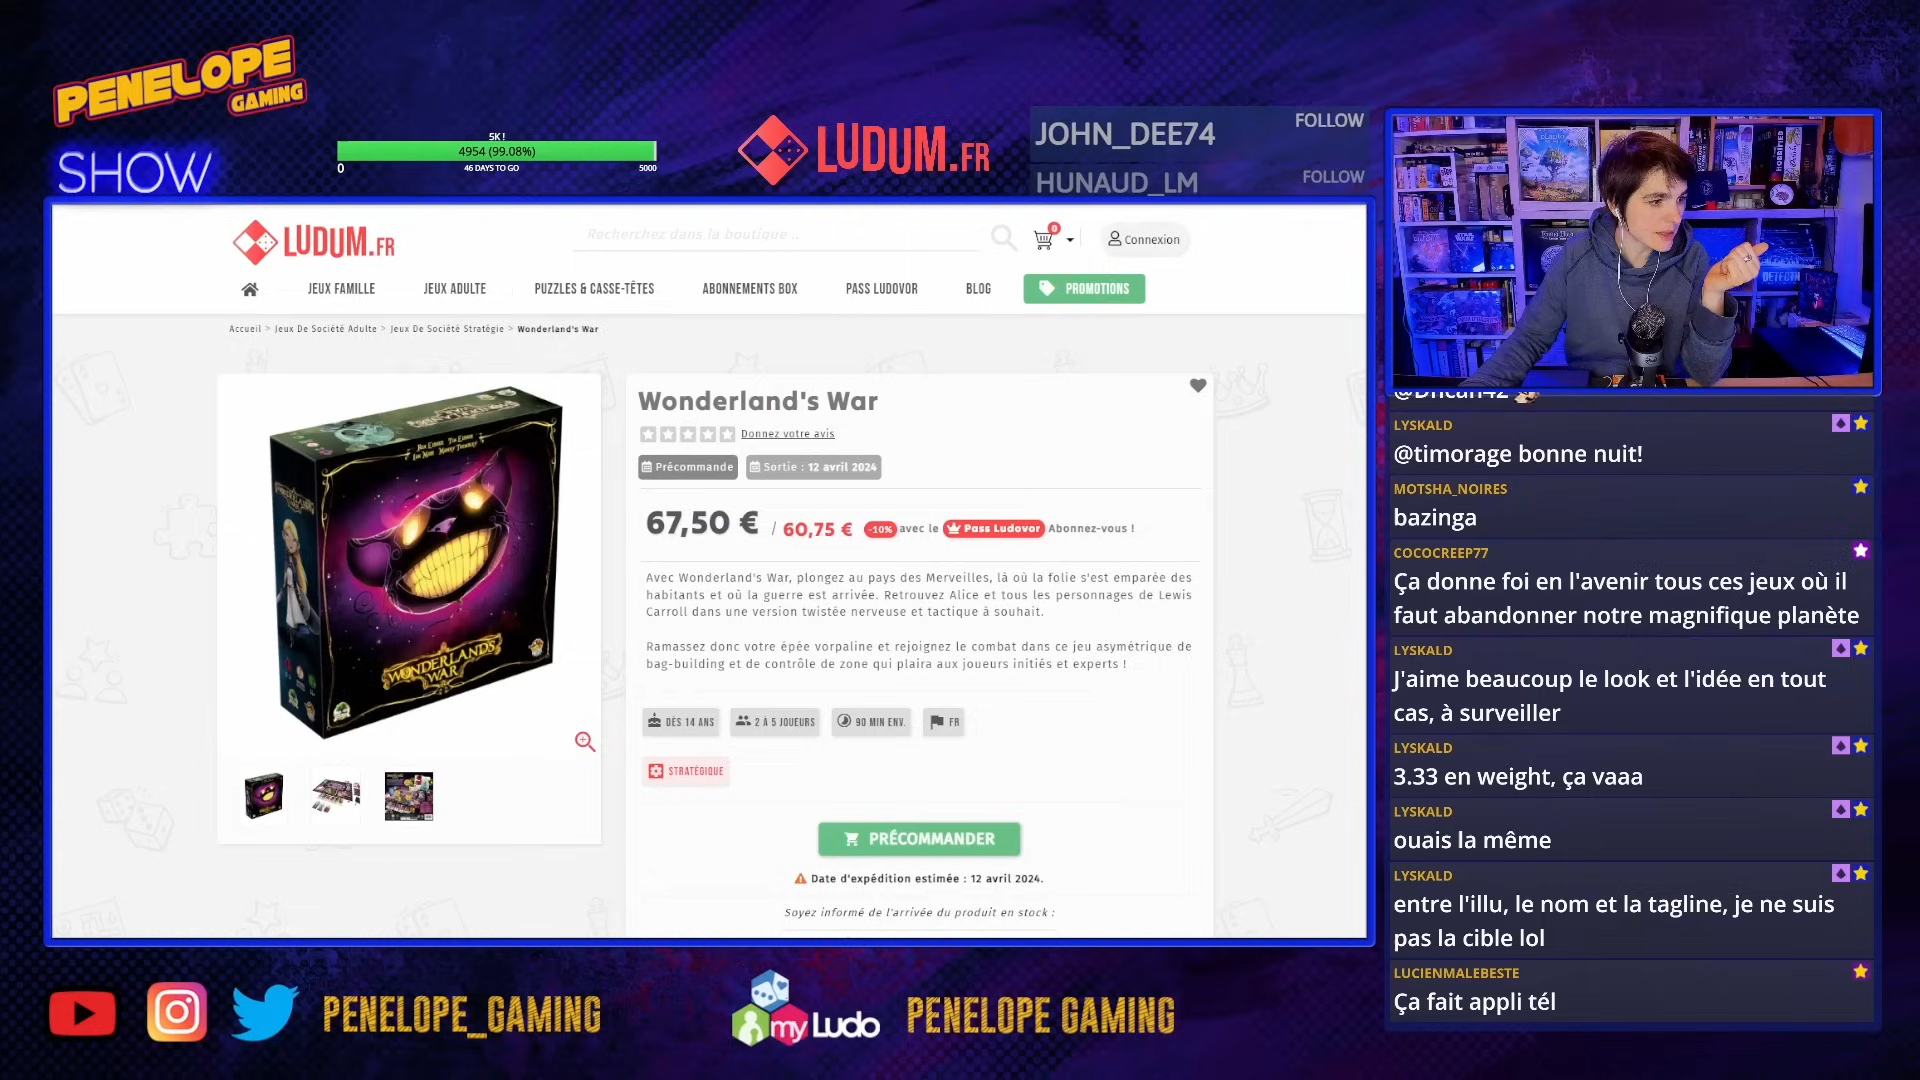 PENELOPE
GAMING
SHOW
5K !
4954 (99.08%)
0
46 DAYS TO GO
5000
LUDUM.FR
JOHN_DEE74
FOLLOW
HUNAUD_LM
FOLLOW
LUDUM.FR
Recherchez dans la boutique ..
0
Connexion
JEUX FAMILLE
JEUX ADULTE
PUZZLES & CASSE-TÊTES
ABONNEMENTS BOX
PASS LUDOVOR
BLOG
PROMOTIONS
Accueil > Jeux De Société Adulte > Jeux De Société Stratégie > Wonderland's War
WONDERLAND'S
WAR
Wonderland's War
Donnez votre avis
Précommande
Sortie : 12 avril 2024
67,50 € / 60,75 € -10% avec le Pass Ludovor Abonnez-vous !
Avec Wonderland's War, plongez au pays des Merveilles, là où la folie s'est emparée des
habitants et où la guerre est arrivée. Retrouvez Alice et tous les personnages de Lewis
Carroll dans une version twistée nerveuse et tactique à souhait.
Ramassez donc votre épée vorpaline et rejoignez le combat dans ce jeu asymétrique de
bag-building et de contrôle de zone qui plaira aux joueurs initiés et experts !
DÈS 14 ANS
2 À 5 JOUEURS
90 MIN ENV.
FR
STRATÉGIQUE
PRÉCOMMANDER
Date d'expédition estimée : 12 avril 2024.
Soyez informé de l'arrivée du produit en stock :
@Dhcan42
LYSKALD
@timorage bonne nuit!
MOTSHA_NOIRES
bazinga
COCOCREEP77
Ça donne foi en l'avenir tous ces jeux où il
faut abandonner notre magnifique planète
LYSKALD
J'aime beaucoup le look et l'idée en tout
cas, à surveiller
LYSKALD
3.33 en weight, ça vaaa
LYSKALD
ouais la même
LYSKALD
entre l'illu, le nom et la tagline, je ne suis
pas la cible lol
LUCIENMALEBESTE
Ça fait appli tél
PENELOPE_GAMING
myLudo
PENELOPE GAMING